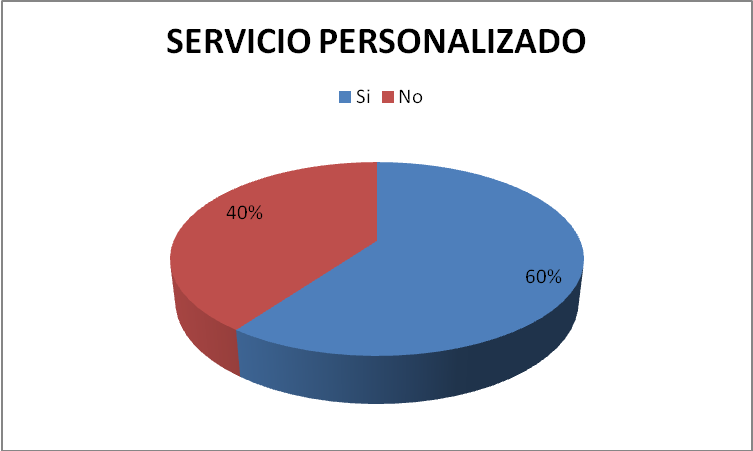 SERVICIO PERSONALIZADO
Si No
40%
60%